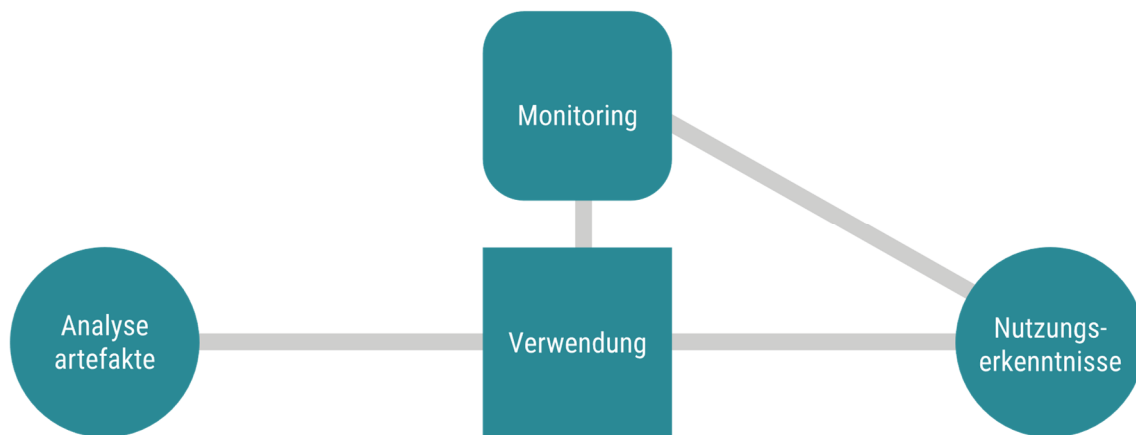 Monitoring
Analyse
artefakte
Verwendung
Nutzungs-
erkenntnisse